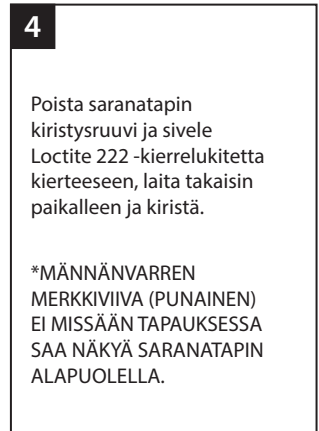 4
Poista saranatapin
kiristysruuvi ja sivele
Loctite 222 -kierrelukitetta
kierteeseen, laita takaisin
paikalleen ja kiristä.
*MÄNNÄNVARREN
MERKKIVIIVA (PUNAINEN)
EI MISSÄÄN TAPAUKSESSA
SAA NÄKYÄ SARANATAPIN
ALAPUOLELLA.